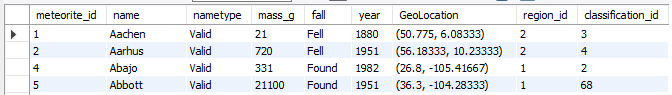 meteorite_id name nametype mass_g fall year GeoLocation region_id classification_id
1 Aachen Valid 21 Fell 1880 (50.775, 6.08333) 2 3
2 Aarhus Valid 720 Fell 1951 (56.18333, 10.23333) 2 4
4 Abajo Valid 331 Found 1982 (26.8, -105.41667) 1 2
5 Abbott Valid 21100 Found 1951 (36.3, -104.28333) 1 68